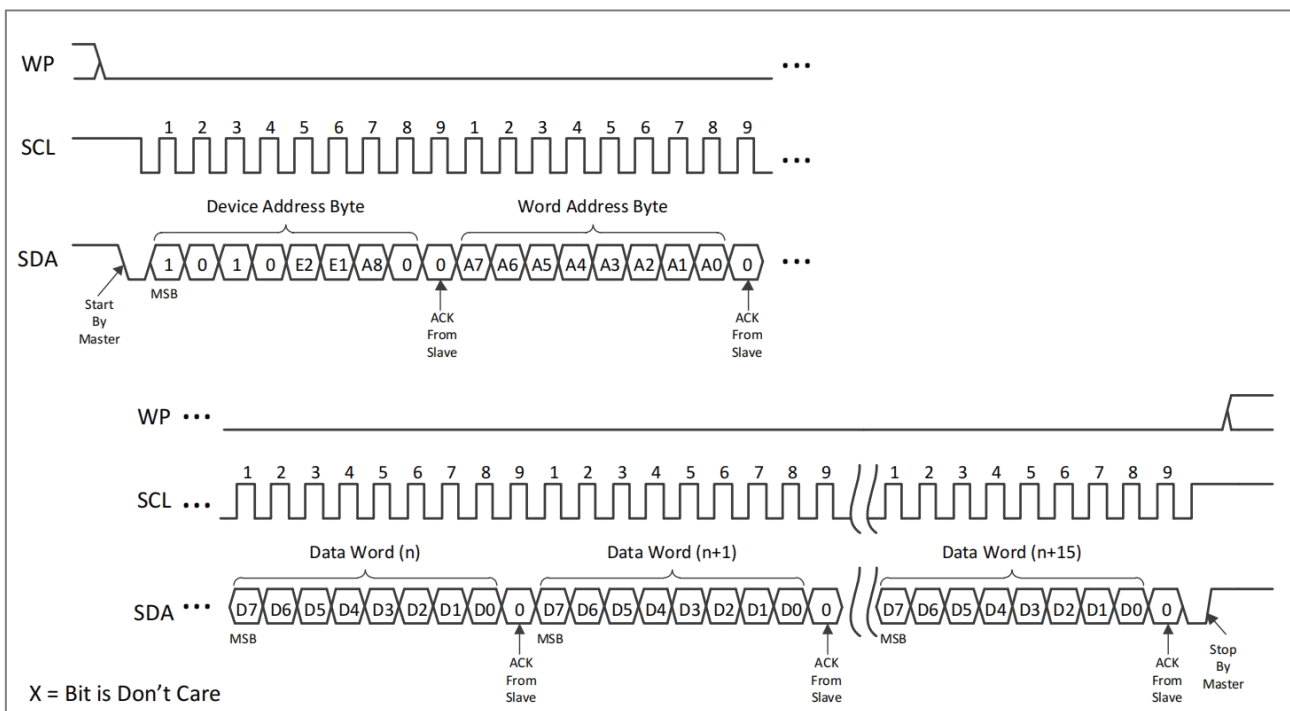 WP ...
SCL 1 2 3 4 5 6 7 8 9 1 2 3 4 5 6 7 8 9 ...
Device Address Byte Word Address Byte
SDA 1 0 1 0 E2 E1 A8 0 0 A7 A6 A5 A4 A3 A2 A1 A0 0 ...
MSB
Start
By
Master
ACK
From
Slave
ACK
From
Slave
WP ...
SCL ... 1 2 3 4 5 6 7 8 9 1 2 3 4 5 6 7 8 9 1 2 3 4 5 6 7 8 9
Data Word (n) Data Word (n+1) Data Word (n+15)
SDA ... D7 D6 D5 D4 D3 D2 D1 D0 0 D7 D6 D5 D4 D3 D2 D1 D0 0 D7 D6 D5 D4 D3 D2 D1 D0 0
MSB MSB MSB
ACK
From
Slave
ACK
From
Slave
ACK
From
Slave
Stop
By
Master
X = Bit is Don't Care